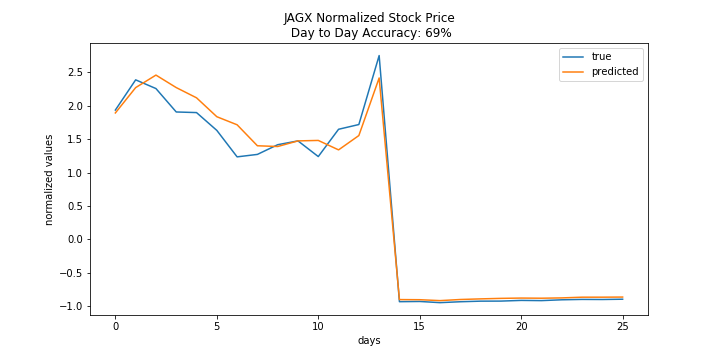 JAGX Normalized Stock Price
Day to Day Accuracy: 69%
true
predicted
normalized values
2.5
2.0
1.5
1.0
0.5
0.0
−0.5
−1.0
0 5 10 15 20 25
days